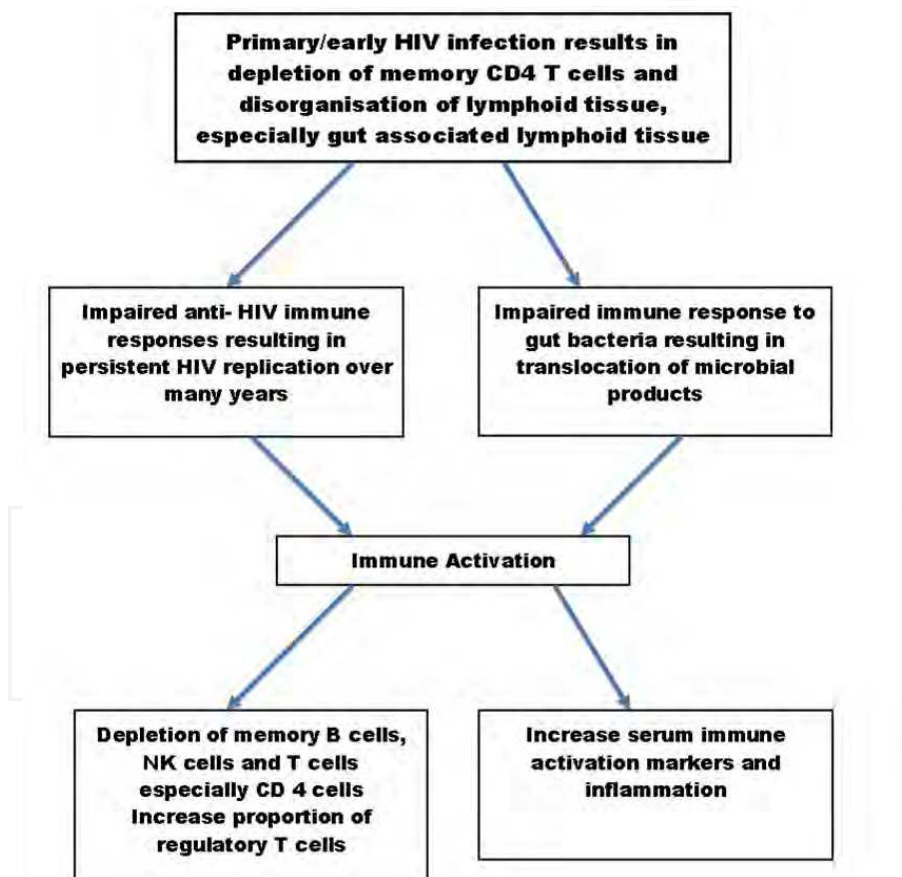 Primary/early HIV infection results in
depletion of memory CD4 T cells and
disorganisation of lymphoid tissue,
especially gut associated lymphoid tissue
Impaired anti- HIV immune
responses resulting in
persistent HIV replication over
many years
Impaired immune response to
gut bacteria resulting in
translocation of microbial
products
Immune Activation
Depletion of memory B cells,
NK cells and T cells
especially CD 4 cells
Increase proportion of
regulatory T cells
Increase serum immune
activation markers and
inflammation